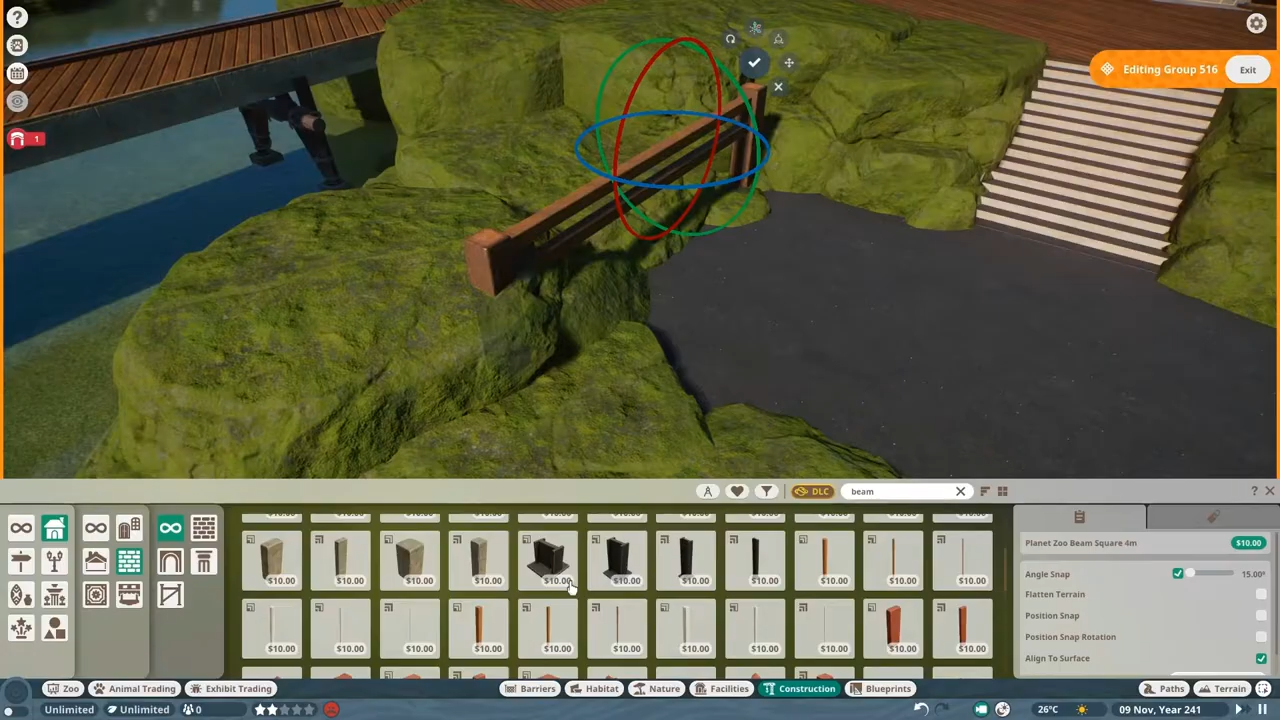 ?
Editing Group 516
Exit
1
DLC
beam
?
$10.00 $10.00 $10.00 $10.00 $10.00 $10.00 $10.00 $10.00 $10.00 $10.00 $10.00
$10.00 $10.00 $10.00 $10.00 $10.00 $10.00 $10.00 $10.00 $10.00 $10.00 $10.00
Planet Zoo Beam Square 4m
$10.00
Angle Snap
15.00°
Flatten Terrain
Position Snap
Position Snap Rotation
Align To Surface
Zoo Animal Trading Exhibit Trading Barriers Habitat Nature Facilities Construction Blueprints Paths Terrain
Unlimited Unlimited 0 26°C 09 Nov, Year 241